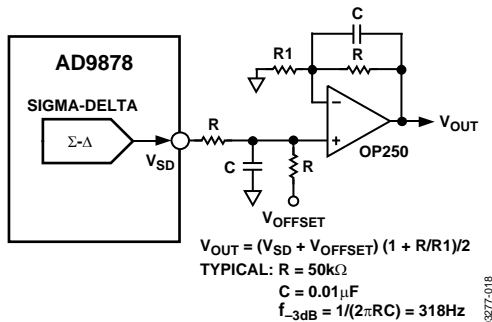 C
R1
R
AD9878
SIGMA-DELTA
Σ-Δ
VSD
R
C
R
VOFFSET
−
+
OP250
VOUT
VOUT = (VSD + VOFFSET) (1 + R/R1)/2
TYPICAL: R = 50kΩ
C = 0.01μF
f–3dB = 1/(2πRC) = 318Hz
03277-018